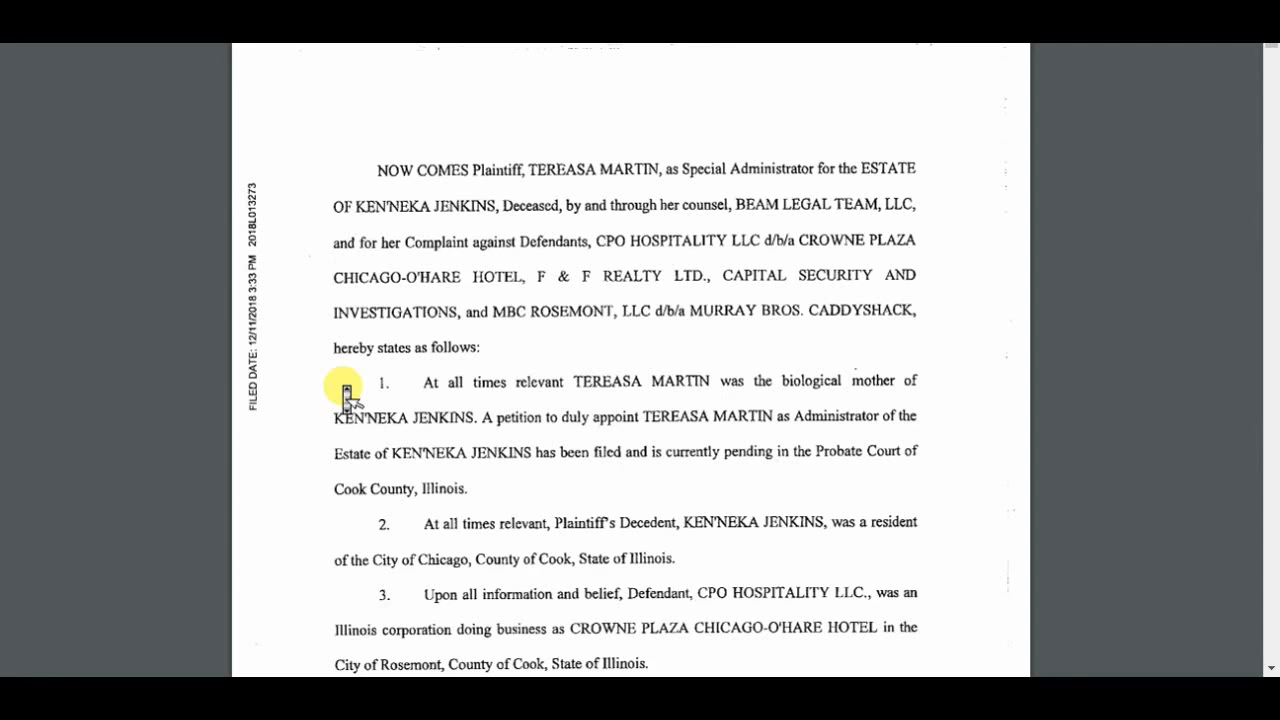 NOW COMES Plaintiff, TEREASA MARTIN, as Special Administrator for the ESTATE
OF KEN'NEKA JENKINS, Deceased, by and through her counsel, BEAM LEGAL TEAM, LLC,
and for her Complaint against Defendants, CPO HOSPITALITY LLC d/b/a CROWNE PLAZA
CHICAGO-O'HARE HOTEL, F & F REALTY LTD., CAPITAL SECURITY AND
INVESTIGATIONS, and MBC ROSEMONT, LLC d/b/a MURRAY BROS. CADDYSHACK,
hereby states as follows:
1. At all times relevant TEREASA MARTIN was the biological mother of
KEN'NEKA JENKINS. A petition to duly appoint TEREASA MARTIN as Administrator of the
Estate of KEN'NEKA JENKINS has been filed and is currently pending in the Probate Court of
Cook County, Illinois.
2. At all times relevant, Plaintiff's Decedent, KEN'NEKA JENKINS, was a resident
of the City of Chicago, County of Cook, State of Illinois.
3. Upon all information and belief, Defendant, CPO HOSPITALITY LLC., was an
Illinois corporation doing business as CROWNE PLAZA CHICAGO-O'HARE HOTEL in the
City of Rosemont, County of Cook, State of Illinois.
FILED DATE: 12/11/2018 3:33 PM 2018L013273